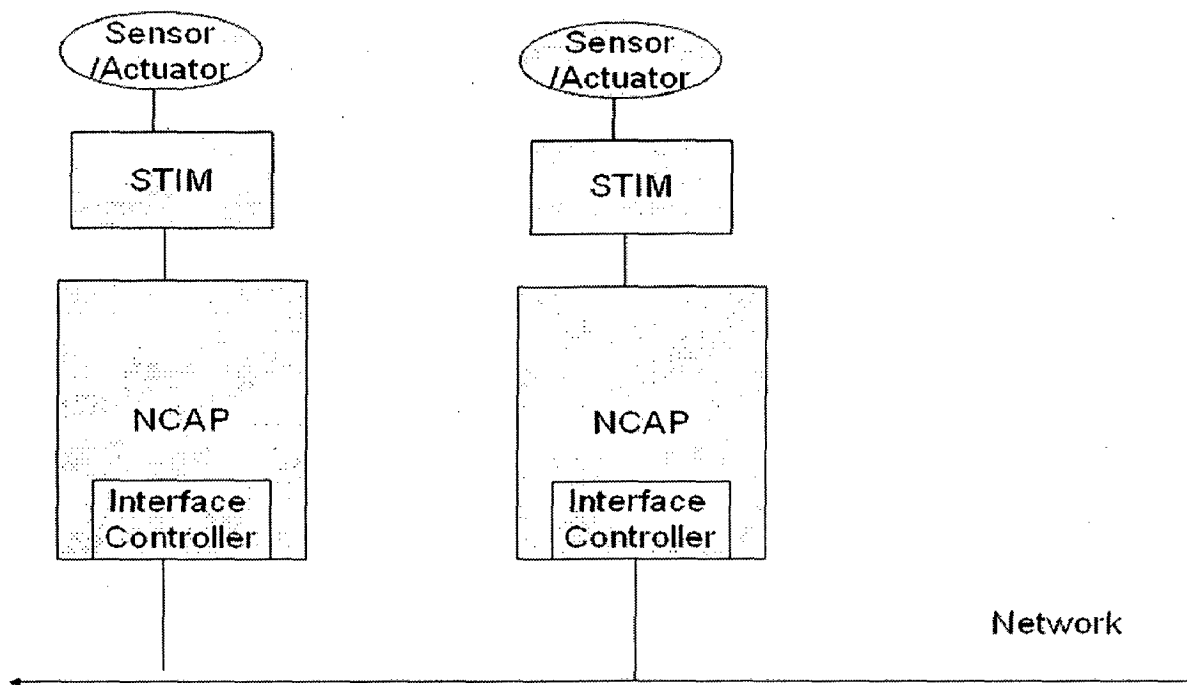 Sensor
/Actuator
STIM
NCAP
Interface
Controller
Sensor
/Actuator
STIM
NCAP
Interface
Controller
Network